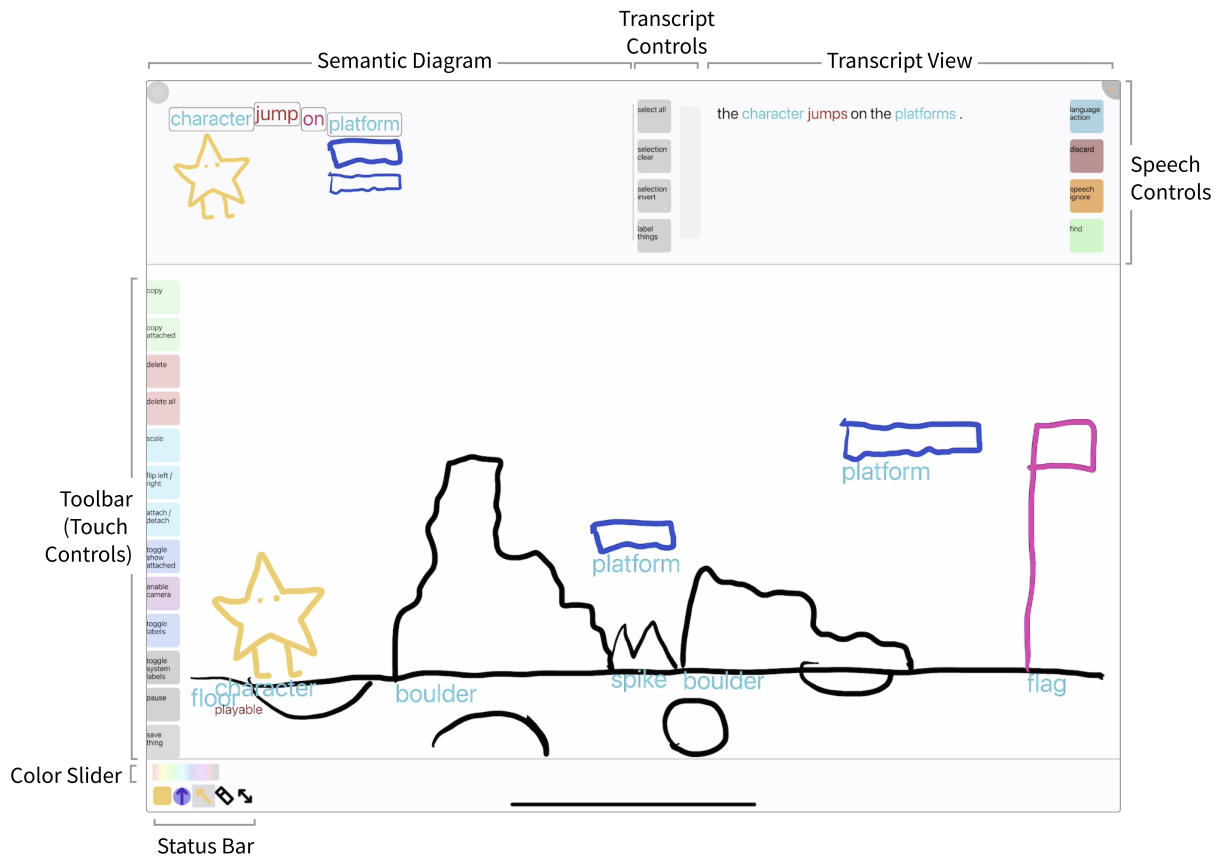 Transcript
Controls
Semantic Diagram
Transcript View
character jump on platform
select all
selection
clear
selection
invert
label
things
the character jumps on the platforms .
language
action
discard
speech
ignore
find
Speech
Controls
copy
copy
attached
delete
delete all
scale
flip left /
right
attach /
detach
toggle
show
attached
enable
camera
toggle
labels
toggle
system
labels
pause
save
thing
Toolbar
(Touch
Controls)
platform
platform
floor
character
playable
boulder
spike
boulder
flag
Color Slider
Status Bar